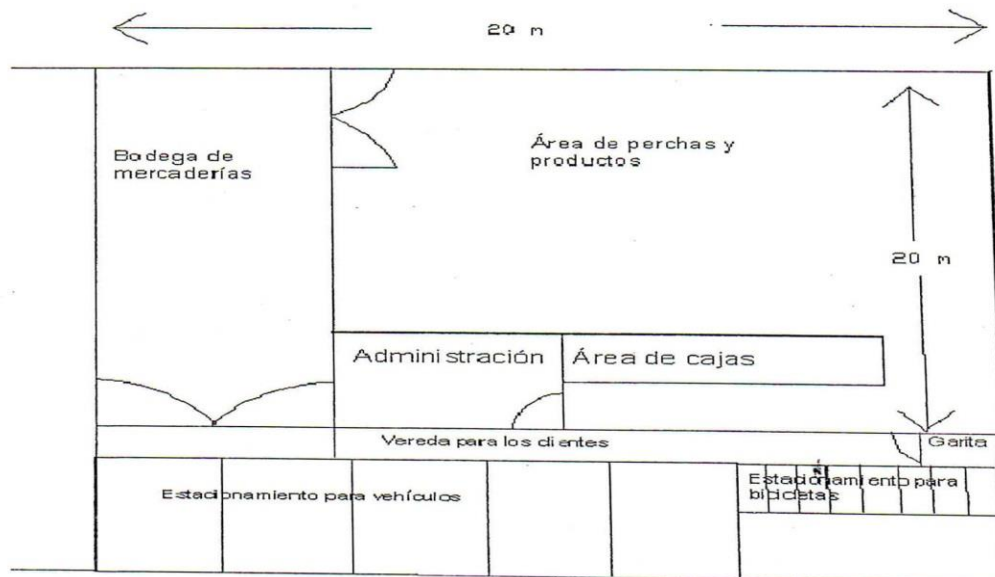 20 m
Bodega de
mercaderías
Área de perchas y
productos
20 m
Administración
Área de cajas
Vereda para los clientes
Garita
Estacionamiento para vehículos
Estacionamiento para
bicicletas